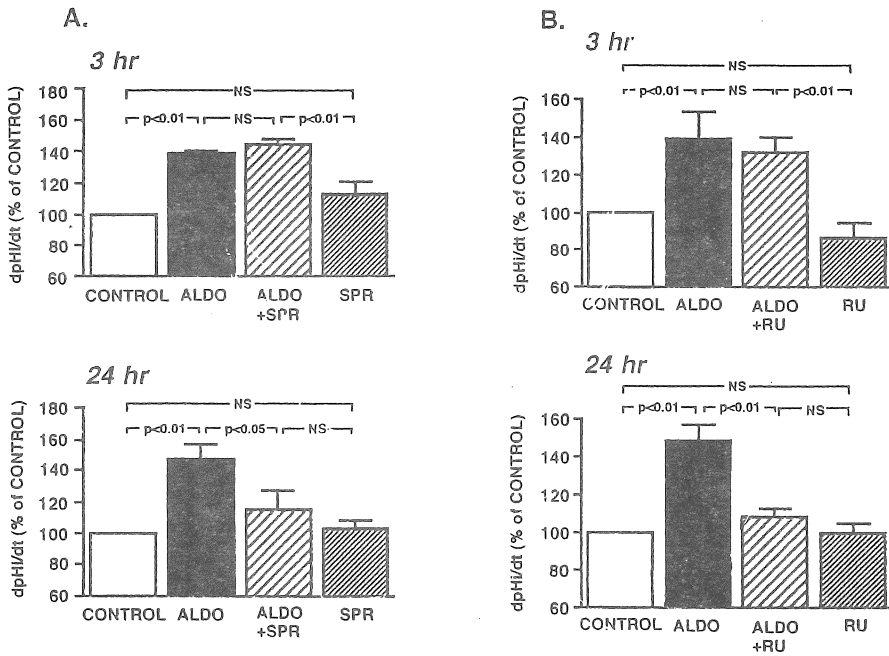 A.
3 hr
dpHi/dt (% of CONTROL)
180
160
140
120
100
80
60
NS
p<0.01 NS p<0.01
CONTROL ALDO ALDO SPR
+SPR
24 hr
dpHi/dt (% of CONTROL)
180
160
140
120
100
80
60
NS
p<0.01 p<0.05 NS
CONTROL ALDO ALDO SPR
+SPR
B.
3 hr
dpHi/dt (% of CONTROL)
160
140
120
100
80
60
NS
p<0.01 NS p<0.01
CONTROL ALDO ALDO RU
+RU
24 hr
dpHi/dt (% of CONTROL)
160
140
120
100
80
60
NS
p<0.01 p<0.01 NS
CONTROL ALDO ALDO RU
+RU